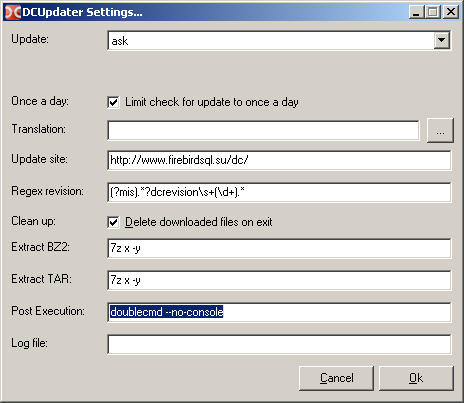 DCUpdater Settings...
Update: ask
Once a day: Limit check for update to once a day
Translation: ...
Update site: http://www.firebirdsql.su/dc/
Regex revision: (?mis).*?dcrevision\s+(\d+).*
Clean up: Delete downloaded files on exit
Extract BZ2: 7z x -y
Extract TAR: 7z x -y
Post Execution: doublecmd --no-console
Log file:
Cancel Ok